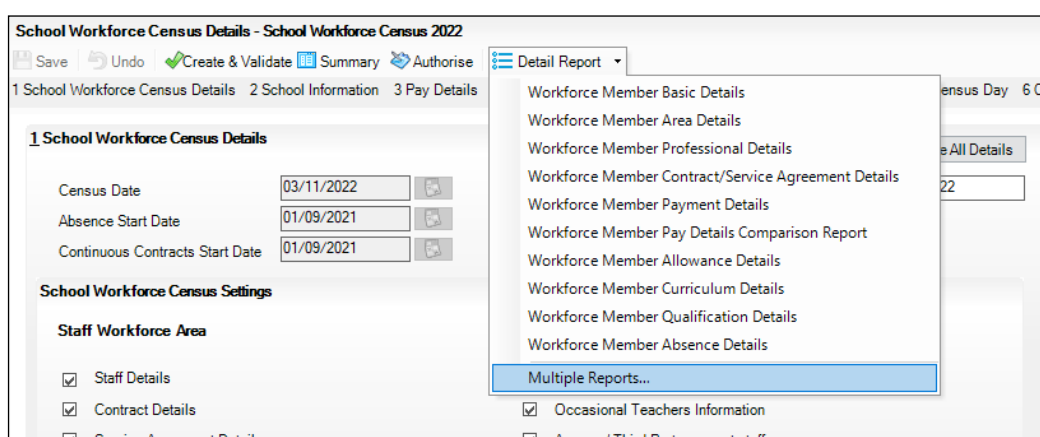 School Workforce Census Details - School Workforce Census 2022
Save Undo Create & Validate Summary Authorise Detail Report
1 School Workforce Census Details 2 School Information 3 Pay Details ensus Day 6 C
Workforce Member Basic Details
Workforce Member Area Details
Workforce Member Professional Details
Workforce Member Contract/Service Agreement Details
Workforce Member Payment Details
Workforce Member Pay Details Comparison Report
Workforce Member Allowance Details
Workforce Member Curriculum Details
Workforce Member Qualification Details
Workforce Member Absence Details
Multiple Reports...
1 School Workforce Census Details
e All Details
Census Date 03/11/2022 22
Absence Start Date 01/09/2021
Continuous Contracts Start Date 01/09/2021
School Workforce Census Settings
Staff Workforce Area
Staff Details
Contract Details Occasional Teachers Information